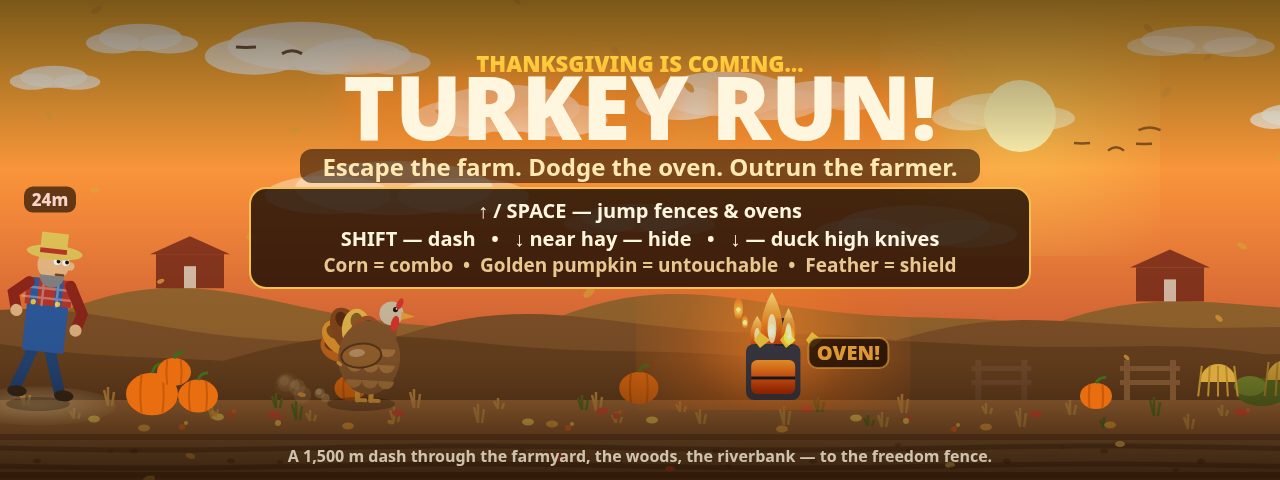 THANKSGIVING IS COMING...
TURKEY RUN!
Escape the farm. Dodge the oven. Outrun the farmer.
24m
↑ / SPACE — jump fences & ovens
SHIFT — dash • ↓ near hay — hide • ↓ — duck high knives
Corn = combo • Golden pumpkin = untouchable • Feather = shield
OVEN!
A 1,500 m dash through the farmyard, the woods, the riverbank — to the freedom fence.